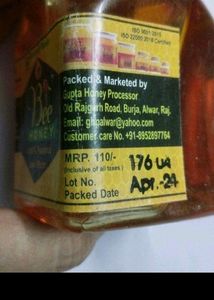 ISO 9001 2015
ISO 22000 2018 Certified
Bee
HONEY
Packed & Marketed by
Gupta Honey Processor
Old Rajgarh Road, Burja, Alwar, Raj.
Email: ghpalwar@yahoo.com
Customer care No. +91-8952897764
MRP. 110/-
(Inclusive of all taxes)
Lot No. 176 UA
Packed Date Apr.-24